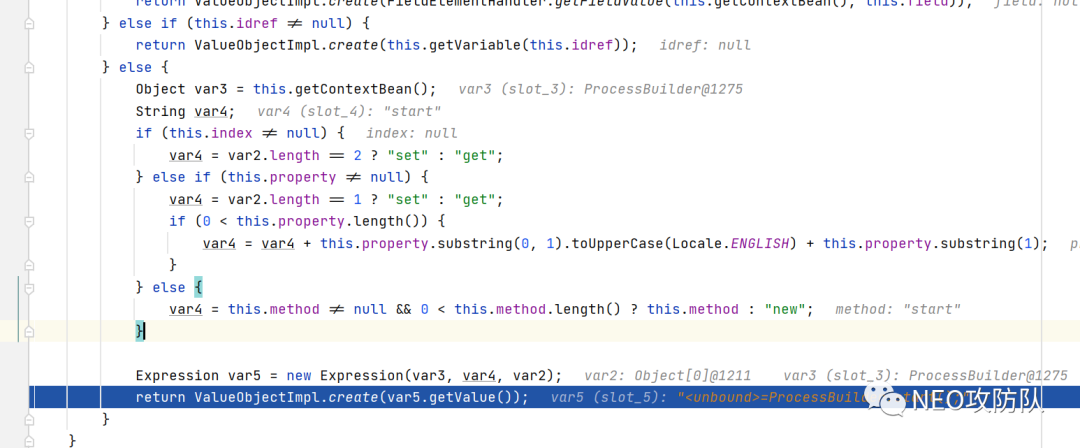 return ValueObjectImpl.create(FieldElementHandler.getFieldValue(this.getContextBean(), this.field)); field: null
} else if (this.idref ≠ null) {
return ValueObjectImpl.create(this.getVariable(this.idref)); idref: null
} else {
Object var3 = this.getContextBean(); var3 (slot_3): ProcessBuilder@1275
String var4; var4 (slot_4): "start"
if (this.index ≠ null) { index: null
var4 = var2.length == 2 ? "set" : "get";
} else if (this.property ≠ null) {
var4 = var2.length == 1 ? "set" : "get";
if (0 < this.property.length()) {
var4 = var4 + this.property.substring(0, 1).toUpperCase(Locale.ENGLISH) + this.property.substring(1);
}
} else {
var4 = this.method ≠ null && 0 < this.method.length() ? this.method : "new"; method: "start"
}
Expression var5 = new Expression(var3, var4, var2); var2: Object[0]@1211 var3 (slot_3): ProcessBuilder@1275
return ValueObjectImpl.create(var5.getValue()); var5 (slot_5): "<unbound>=ProcessBuil
NEO攻防队
}
}